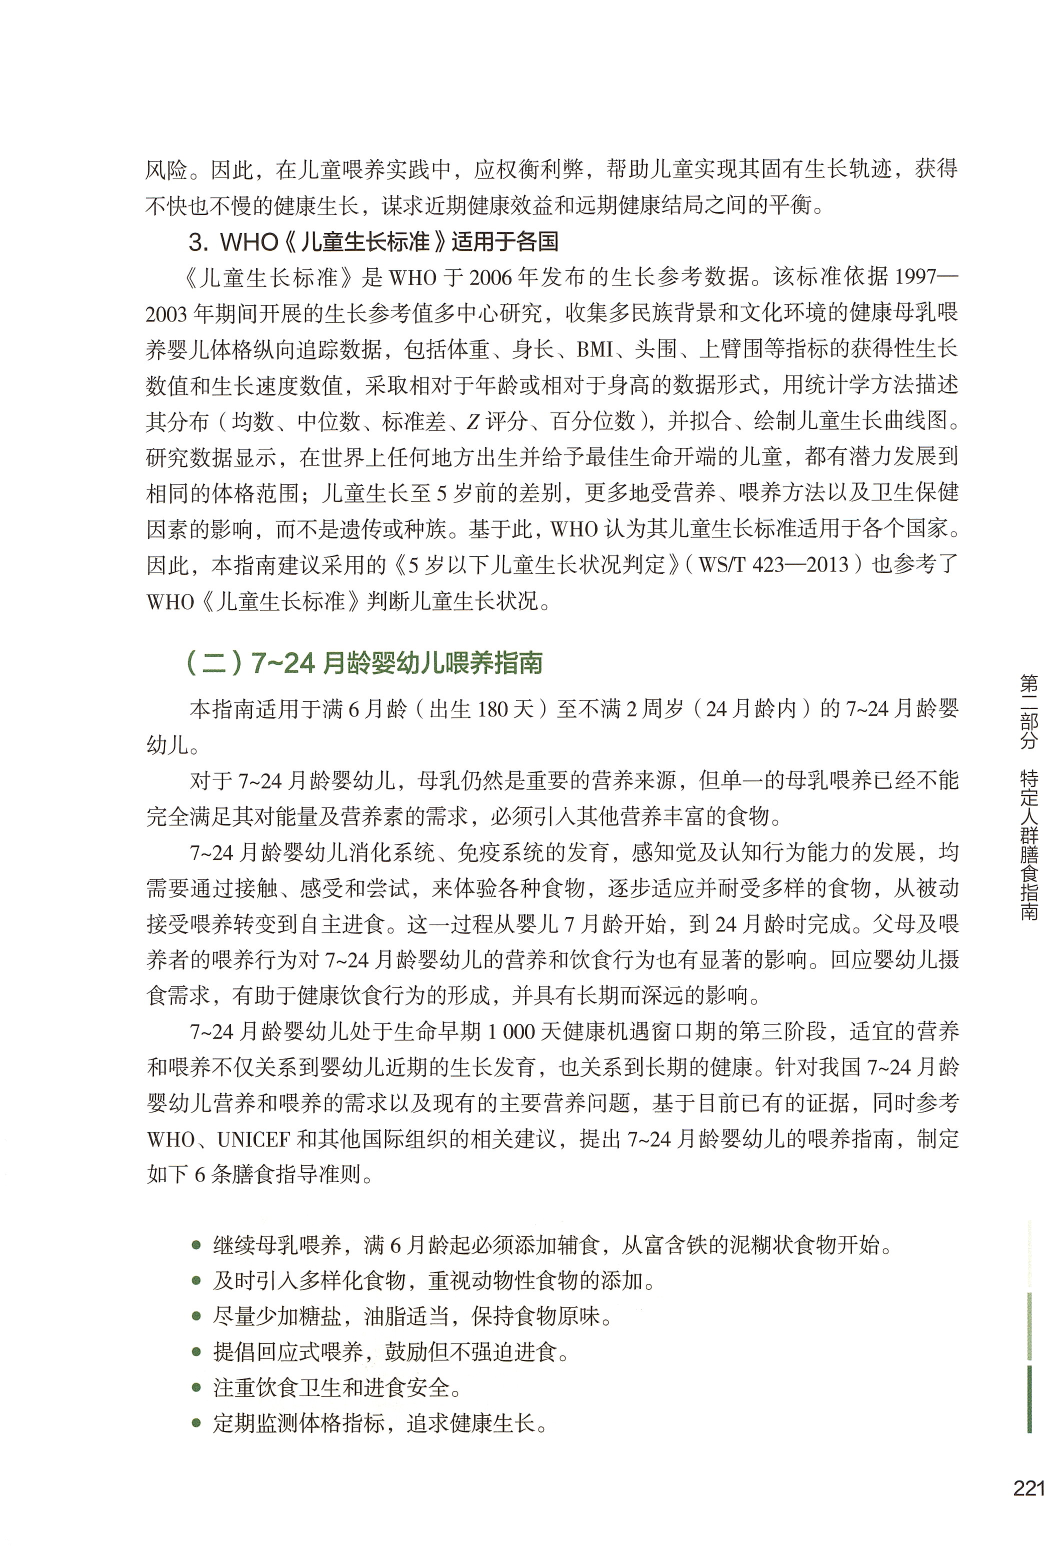 风险。因此，在儿童喂养实践中，应权衡利弊，帮助儿童实现其固有生长轨迹，获得
不快也不慢的健康生长，谋求近期健康效益和远期健康结局之间的平衡。
3. WHO《儿童生长标准》适用于各国
《儿童生长标准》是 WHO 于 2006 年发布的生长参考数据。该标准依据 1997—
2003 年期间开展的生长参考值多中心研究，收集多民族背景和文化环境的健康母乳喂
养婴儿体格纵向追踪数据，包括体重、身长、BMI、头围、上臂围等指标的获得性生长
数值和生长速度数值，采取相对于年龄或相对于身高的数据形式，用统计学方法描述
其分布（均数、中位数、标准差、Z 评分、百分位数），并拟合、绘制儿童生长曲线图。
研究数据显示，在世界上任何地方出生并给予最佳生命开端的儿童，都有潜力发展到
相同的体格范围；儿童生长至 5 岁前的差别，更多地受营养、喂养方法以及卫生保健
因素的影响，而不是遗传或种族。基于此，WHO 认为其儿童生长标准适用于各个国家。
因此，本指南建议采用的《5 岁以下儿童生长状况判定》（WS/T 423—2013）也参考了
WHO《儿童生长标准》判断儿童生长状况。
（二）7~24 月龄婴幼儿喂养指南
本指南适用于满 6 月龄（出生 180 天）至不满 2 周岁（24 月龄内）的 7~24 月龄婴
幼儿。
对于 7~24 月龄婴幼儿，母乳仍然是重要的营养来源，但单一的母乳喂养已经不能
完全满足其对能量及营养素的需求，必须引入其他营养丰富的食物。
7~24 月龄婴幼儿消化系统、免疫系统的发育，感知觉及认知行为能力的发展，均
需要通过接触、感受和尝试，来体验各种食物，逐步适应并耐受多样的食物，从被动
接受喂养转变到自主进食。这一过程从婴儿 7 月龄开始，到 24 月龄时完成。父母及喂
养者的喂养行为对 7~24 月龄婴幼儿的营养和饮食行为也有显著的影响。回应婴幼儿摄
食需求，有助于健康饮食行为的形成，并具有长期而深远的影响。
7~24 月龄婴幼儿处于生命早期 1 000 天健康机遇窗口期的第三阶段，适宜的营养
和喂养不仅关系到婴幼儿近期的生长发育，也关系到长期的健康。针对我国 7~24 月龄
婴幼儿营养和喂养的需求以及现有的主要营养问题，基于目前已有的证据，同时参考
WHO、UNICEF 和其他国际组织的相关建议，提出 7~24 月龄婴幼儿的喂养指南，制定
如下 6 条膳食指导准则。
● 继续母乳喂养，满 6 月龄起必须添加辅食，从富含铁的泥糊状食物开始。
● 及时引入多样化食物，重视动物性食物的添加。
● 尽量少加糖盐，油脂适当，保持食物原味。
● 提倡回应式喂养，鼓励但不强迫进食。
● 注重饮食卫生和进食安全。
● 定期监测体格指标，追求健康生长。
第二部分 特定人群膳食指南
221